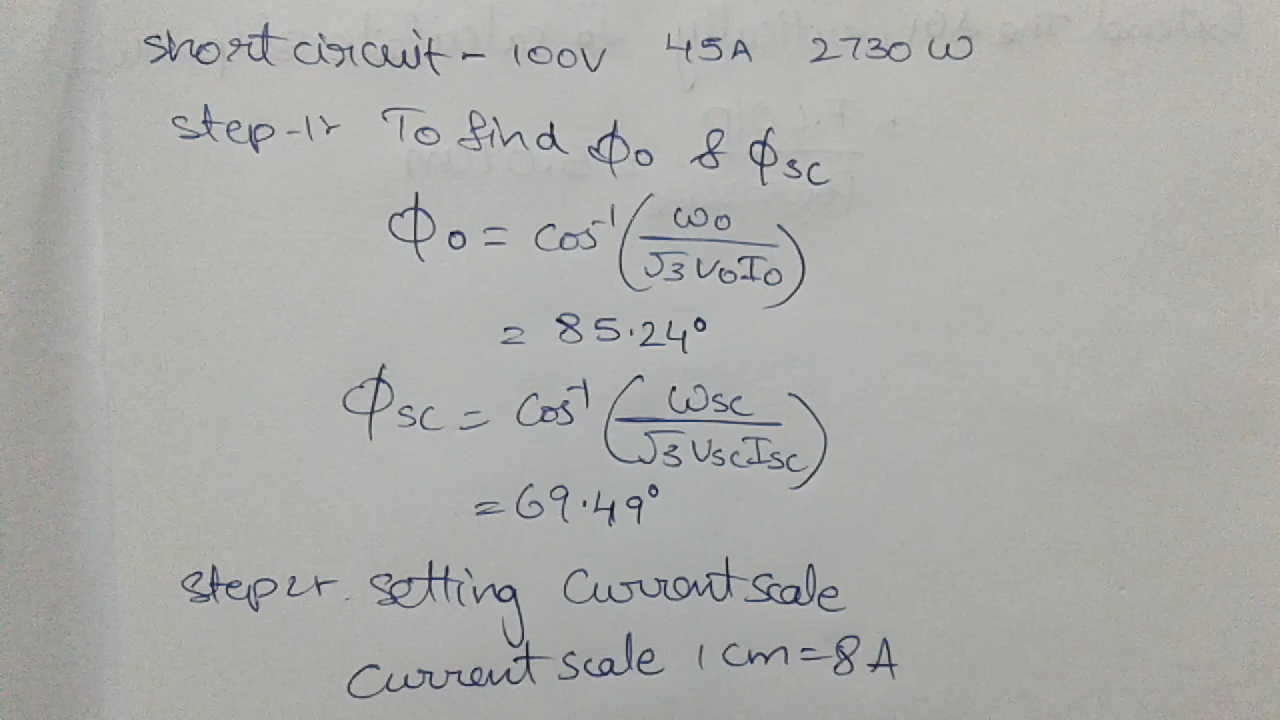 short circuit - 100V 45A 2730 W
step-1:- To find ϕo & ϕsc
ϕo = cos⁻¹ (wo / √3 VoIo)
= 85.24°
ϕsc = cos⁻¹ (wsc / √3 VscIsc)
= 69.49°
step 2:- setting current scale
current scale 1 cm = 8 A